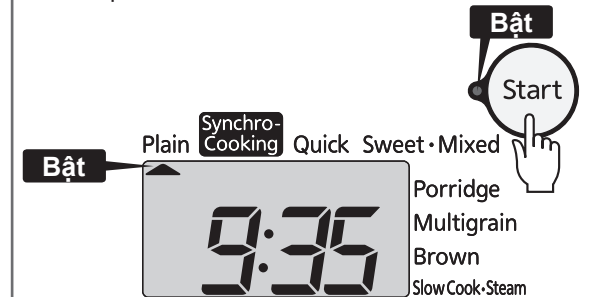 Bật
Start
Synchro-
Plain Cooking Quick Sweet・Mixed
Bật
Porridge
9:35
Multigrain
Brown
Slow Cook・Steam